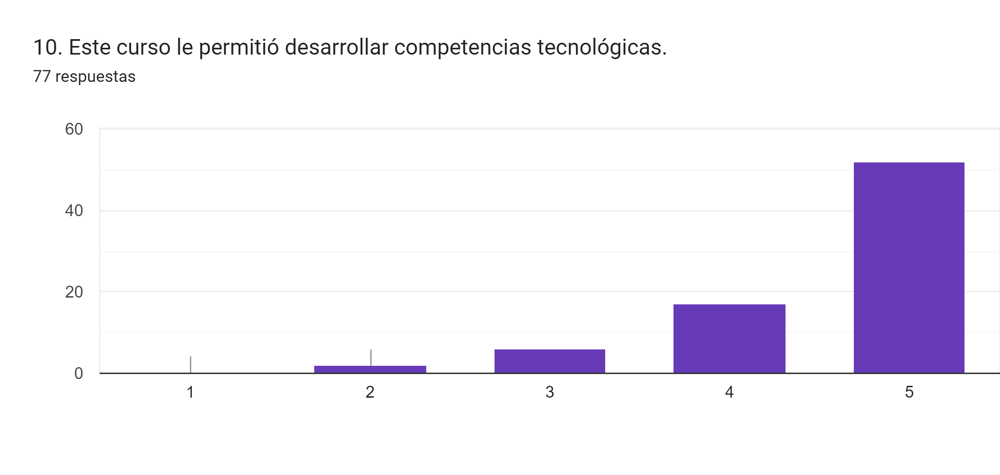 10. Este curso le permitió desarrollar competencias tecnológicas.
77 respuestas
60
40
20
0
1 2 3 4 5